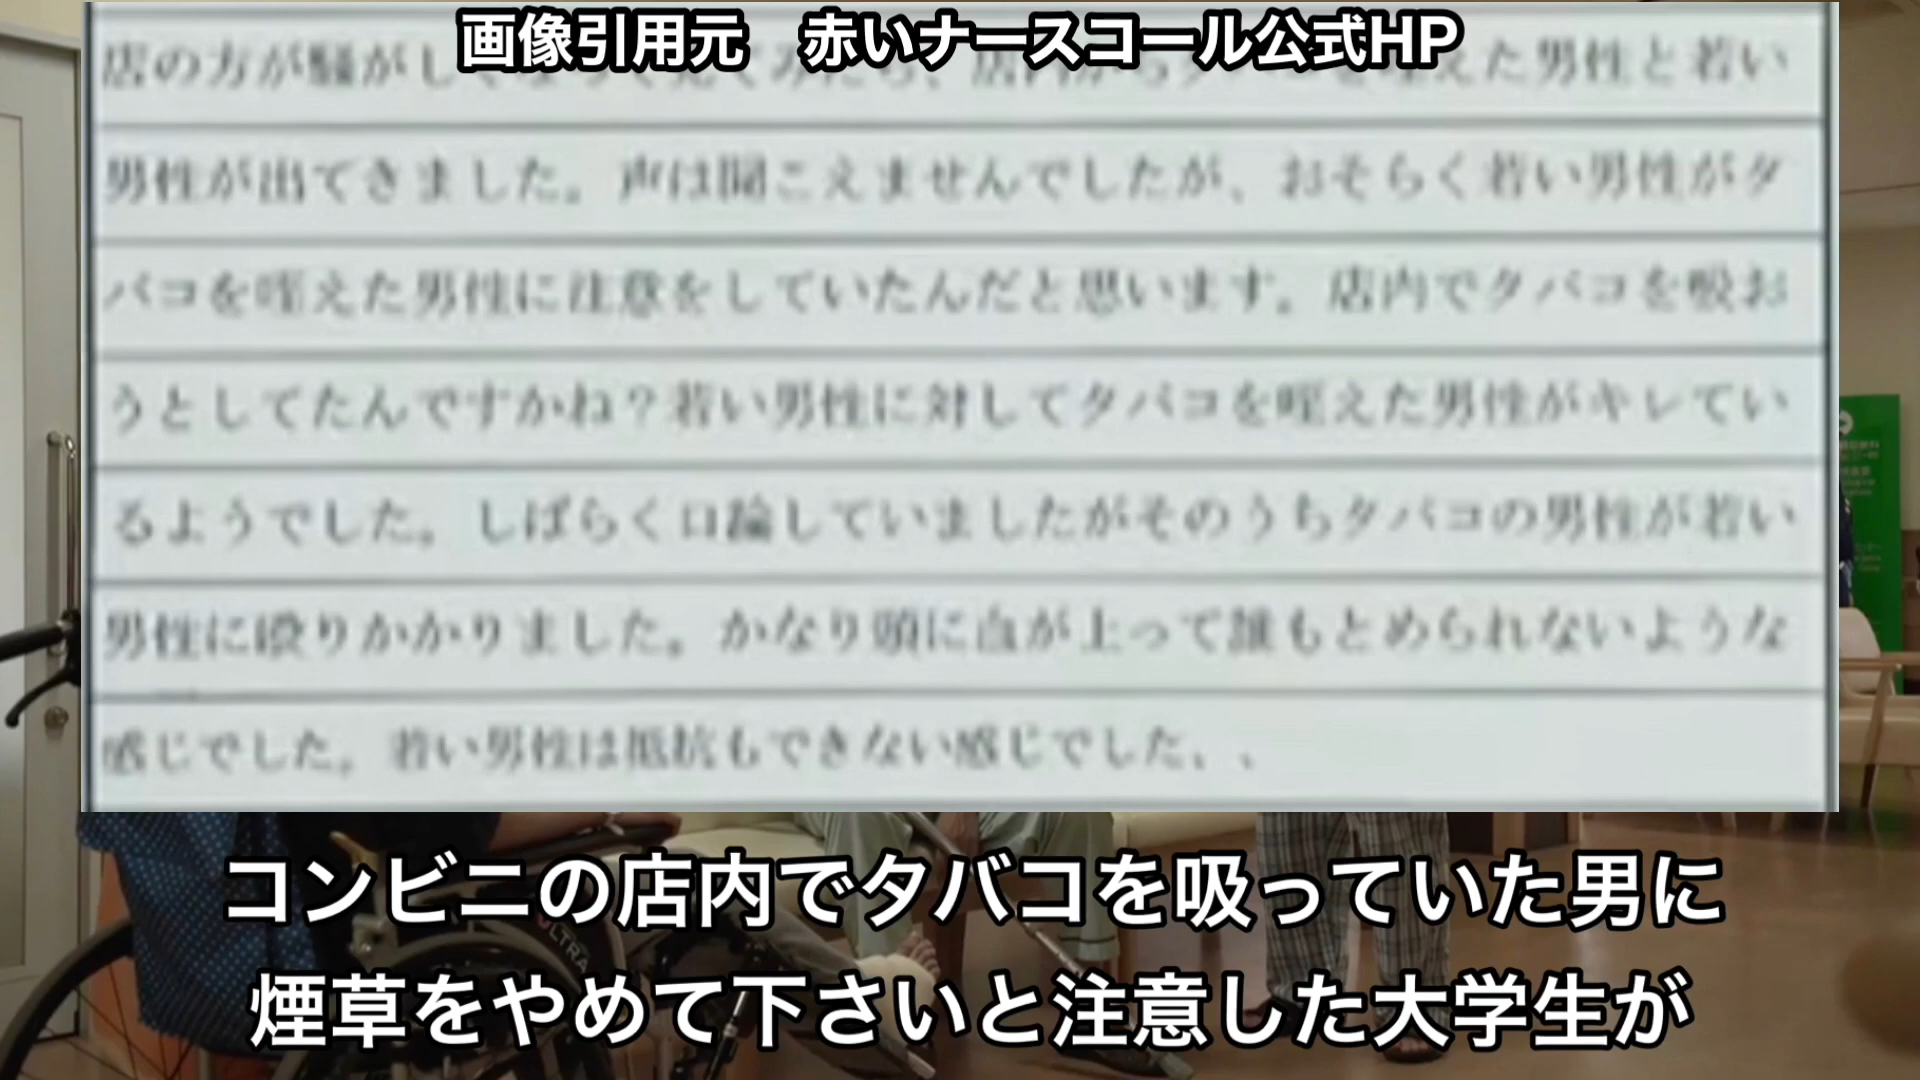 画像引用元　赤いナースコール公式HP
店の方が騒がし
えた男性と若い
男性が出てきました。声は聞こえませんでしたが、おそらく若い男性がタ
バコを咥えた男性に注意をしていたんだと思います。店内でタバコを吸お
うとしてたんですかね？若い男性に対してタバコを咥えた男性がキレてい
るようでした。しばらく口論していましたがそのうちタバコの男性が若い
男性に殴りかかりました。かなり頭に血が上って誰もとめられないような
感じでした。若い男性は抵抗もできない感じでした、、
ULTRA
コンビニの店内でタバコを吸っていた男に
煙草をやめて下さいと注意した大学生が